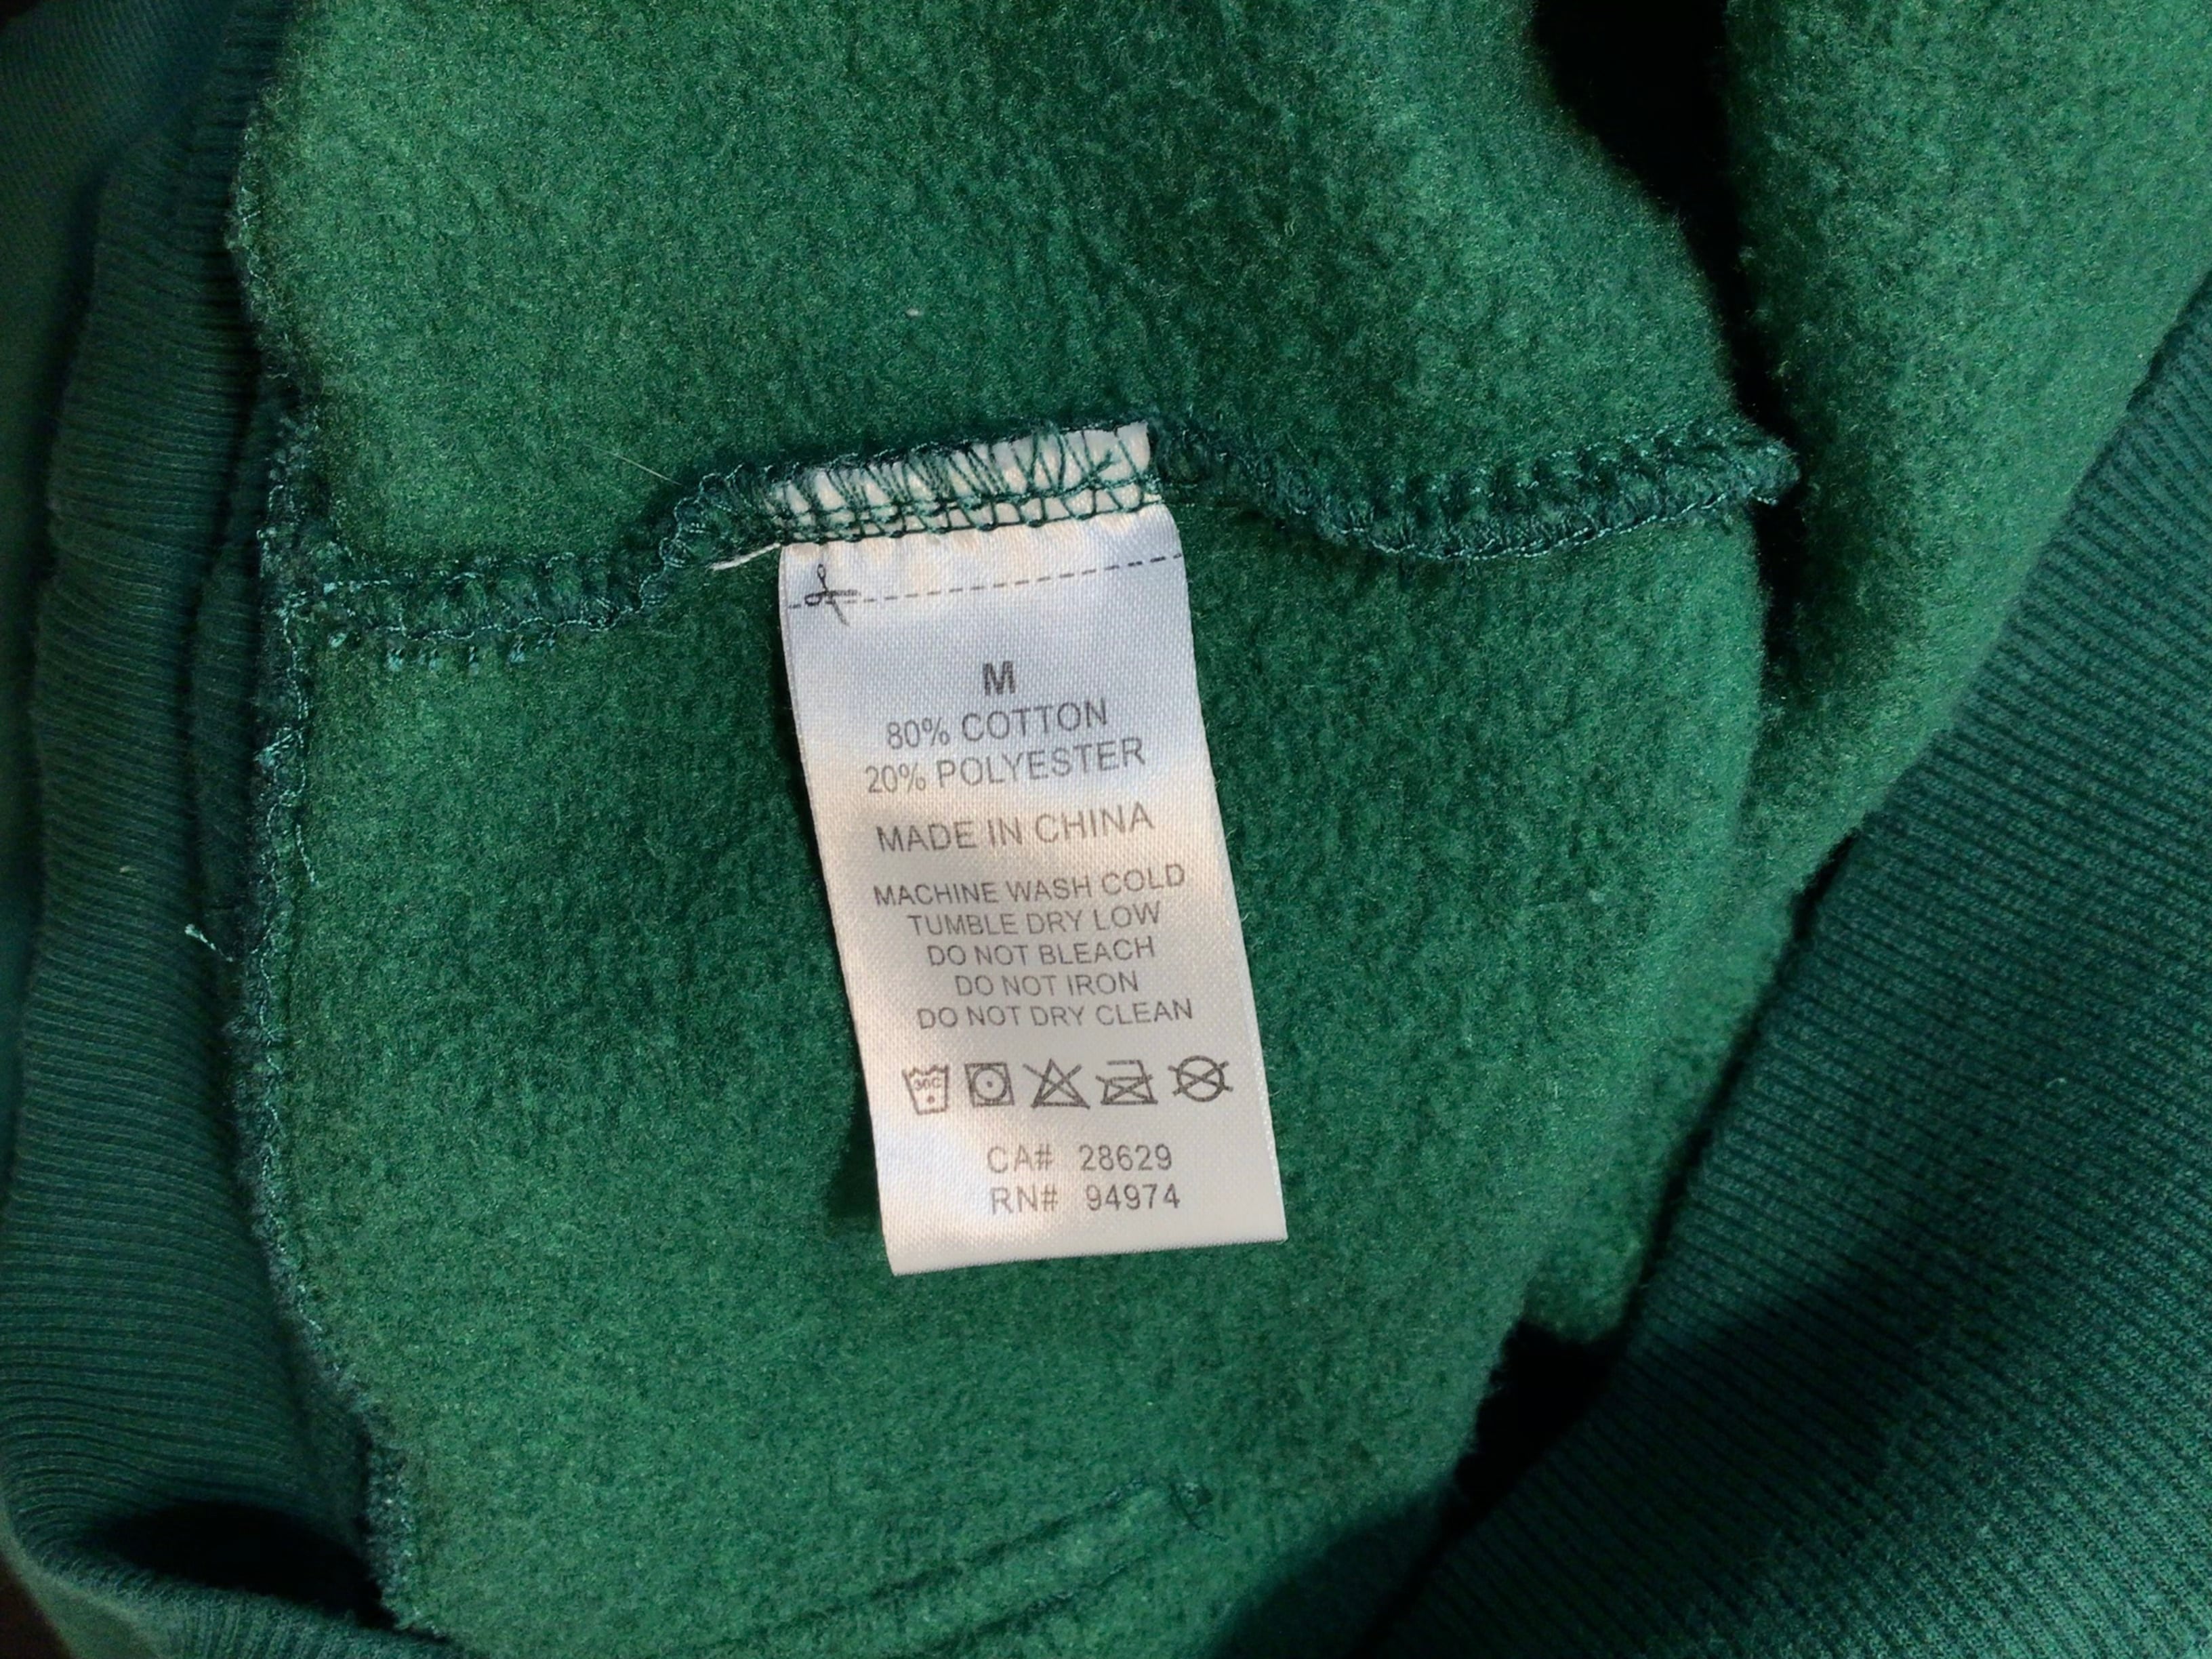 M
80% COTTON
20% POLYESTER
MADE IN CHINA
MACHINE WASH COLD
TUMBLE DRY LOW
DO NOT BLEACH
DO NOT IRON
DO NOT DRY CLEAN
30C
CA# 28629
RN# 94974